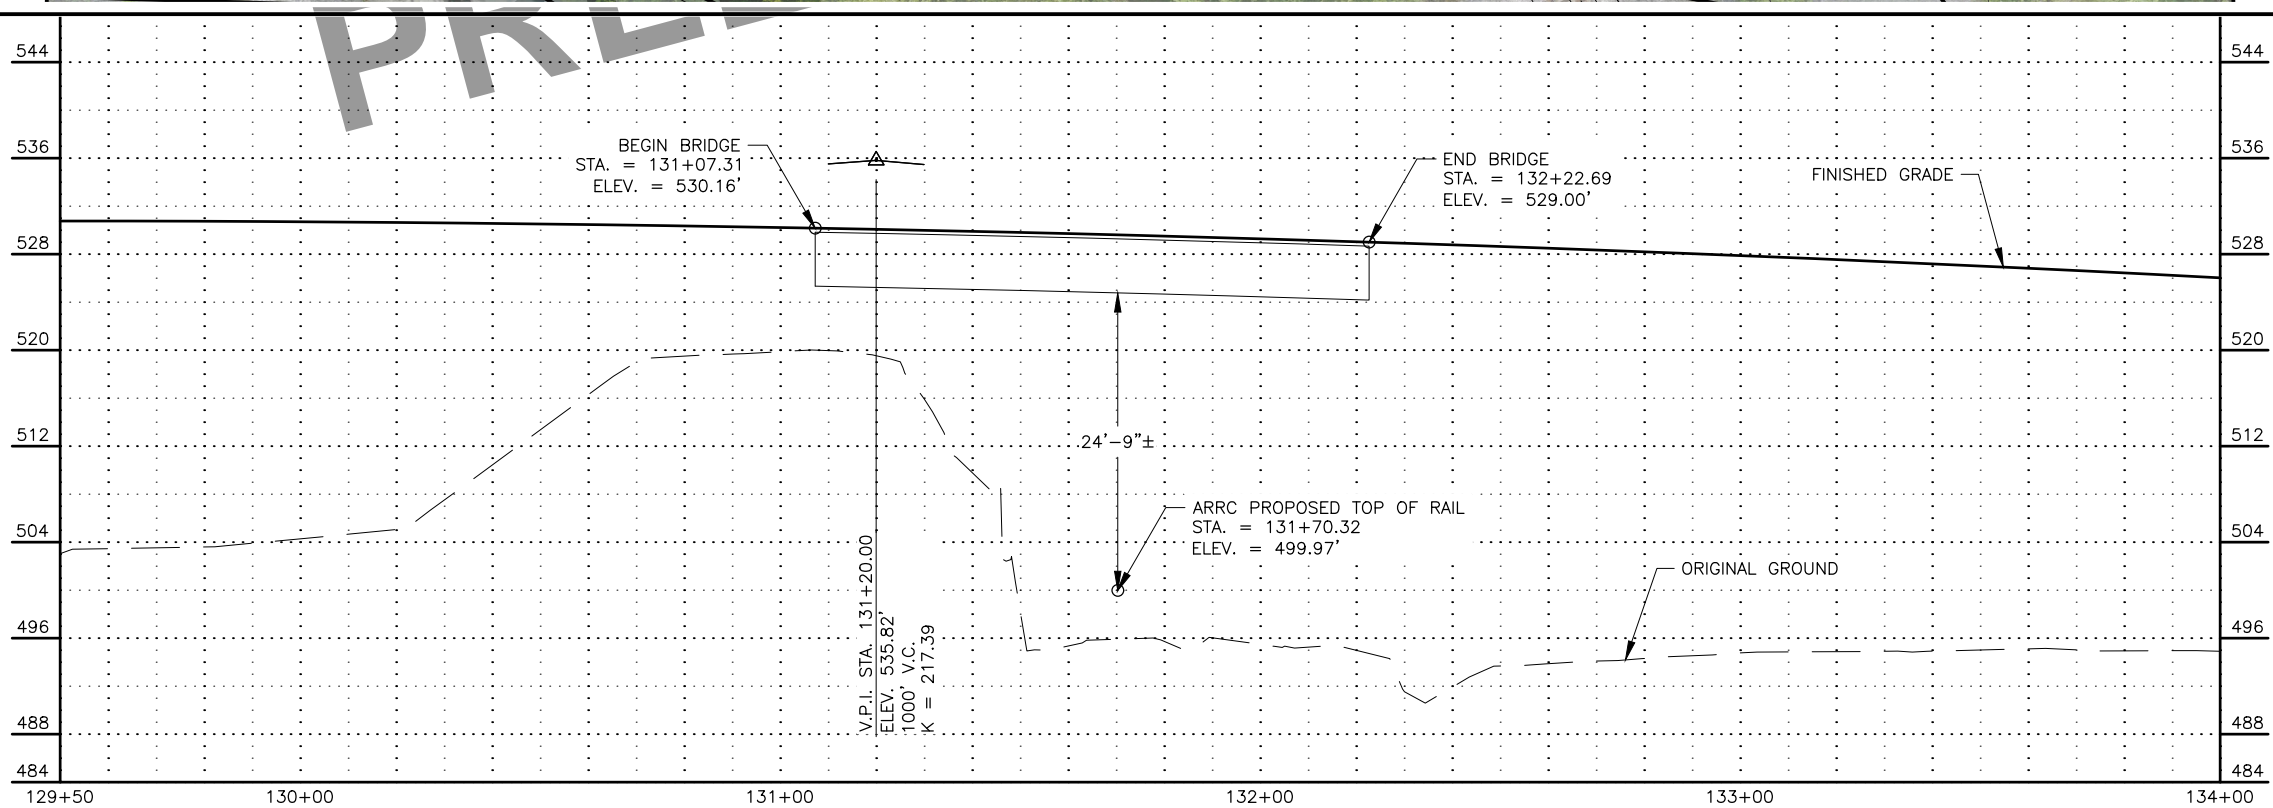 544
544
BEGIN BRIDGE
STA. = 131+07.31
ELEV. = 530.16'
536
536
END BRIDGE
STA. = 132+22.69
ELEV. = 529.00'
FINISHED GRADE
528
528
520
520
512
512
24'-9"±
ARRC PROPOSED TOP OF RAIL
STA. = 131+70.32
ELEV. = 499.97'
504
504
V.P.I. STA. 131+20.00
ELEV. 535.82'
1000' V.C.
K = 217.39
ORIGINAL GROUND
496
496
488
488
484
484
129+50
130+00
131+00
132+00
133+00
134+00